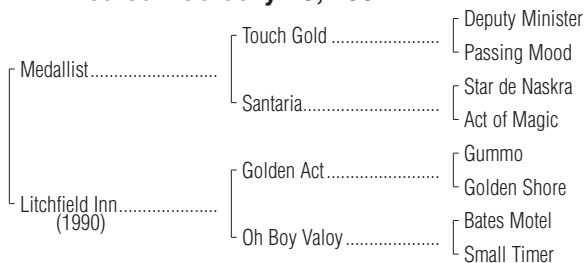 Deputy Minister
Touch Gold
Passing Mood
Medallist
Star de Naskra
Santaria
Act of Magic
Gummo
Golden Act
Golden Shore
Litchfield Inn
(1990)
Bates Motel
Oh Boy Valoy
Small Timer